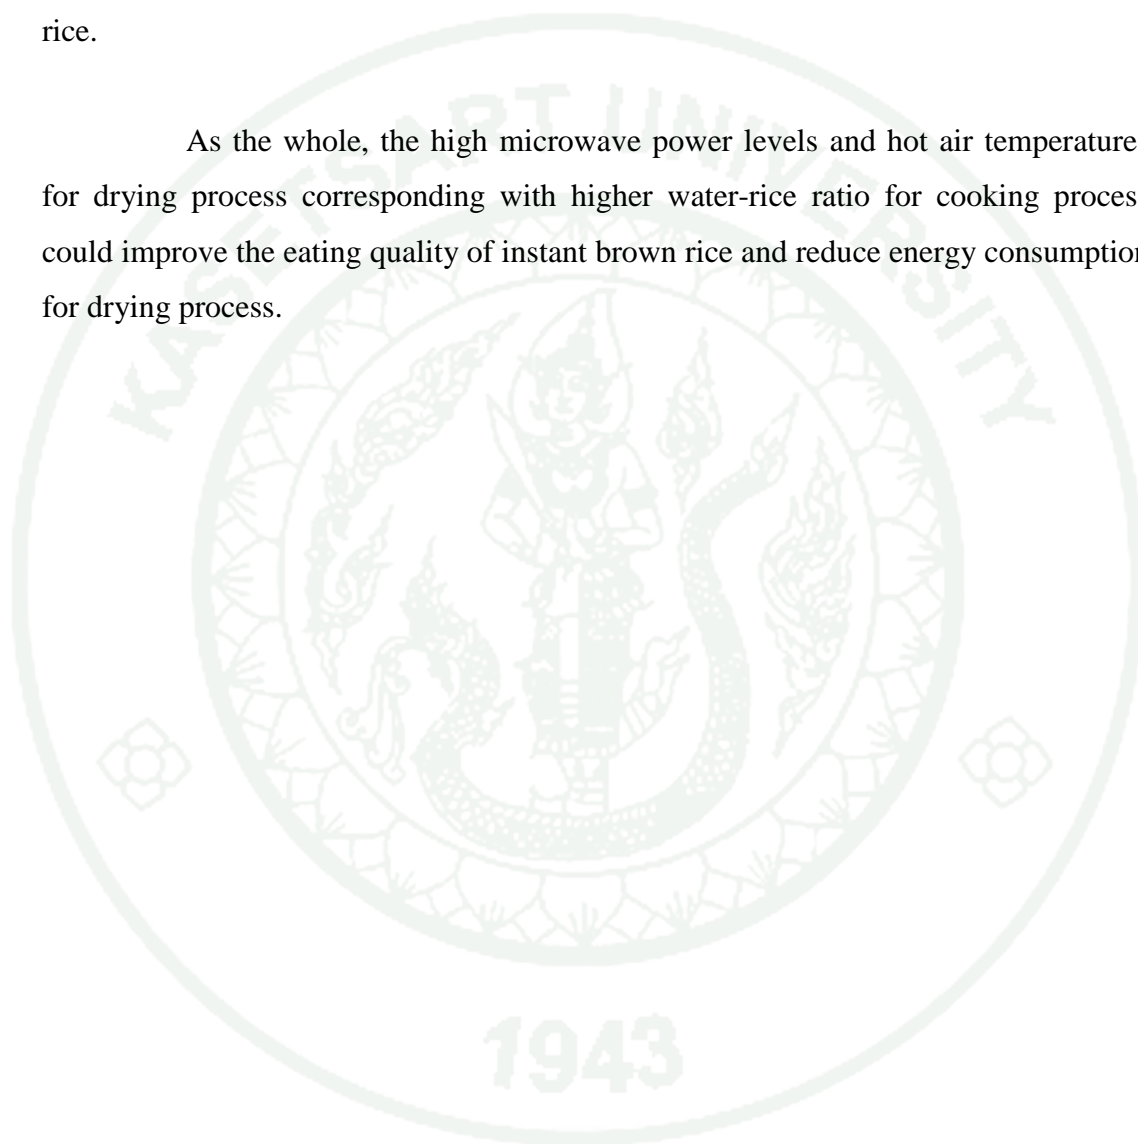 rice.
As the whole, the high microwave power levels and hot air temperature
for drying process corresponding with higher water-rice ratio for cooking proces
could improve the eating quality of instant brown rice and reduce energy consumption
for drying process.
KASETSART UNIVERSITY
1943